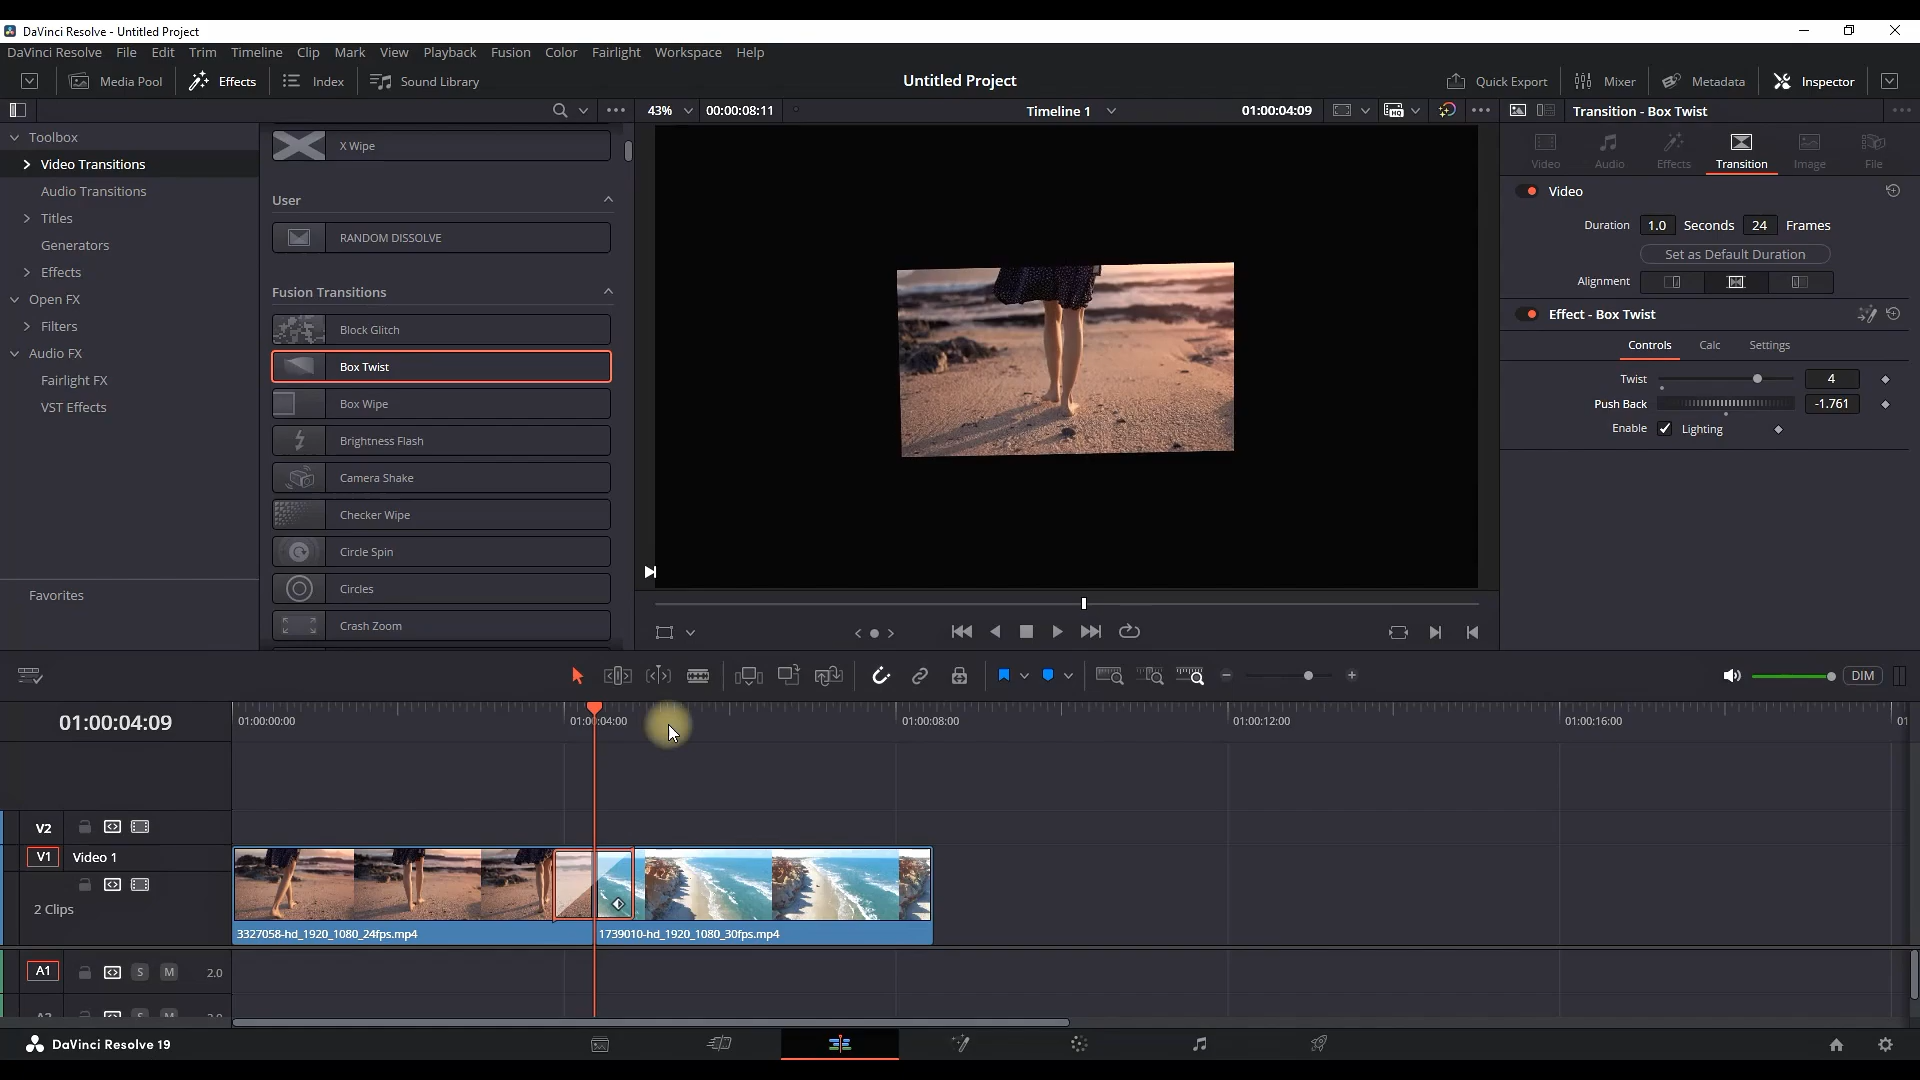 DaVinci Resolve - Untitled Project
DaVinci Resolve File Edit Trim Timeline Clip Mark View Playback Fusion Color Fairlight Workspace Help
Media Pool Effects Index Sound Library Untitled Project Quick Export Mixer Metadata Inspector
43% 00:00:08:11 Timeline 1 01:00:04:09 Transition - Box Twist
Toolbox
Video Transitions
Audio Transitions
Titles
Generators
Effects
Open FX
Filters
Audio FX
Fairlight FX
VST Effects
Favorites
X Wipe
User
RANDOM DISSOLVE
Fusion Transitions
Block Glitch
Box Twist
Box Wipe
Brightness Flash
Camera Shake
Checker Wipe
Circle Spin
Circles
Crash Zoom
Video Audio Effects Transition Image File
Video
Duration 1.0 Seconds 24 Frames
Set as Default Duration
Alignment
Effect - Box Twist
Controls Calc Settings
Twist 4
Push Back -1.761
Enable Lighting
DIM
01:00:04:09
01:00:00:00 01:00:04:00 01:00:08:00 01:00:12:00 01:00:16:00 01
V2
V1 Video 1
2 Clips
3327058-hd_1920_1080_24fps.mp4 1739010-hd_1920_1080_30fps.mp4
A1 S M 2.0
DaVinci Resolve 19